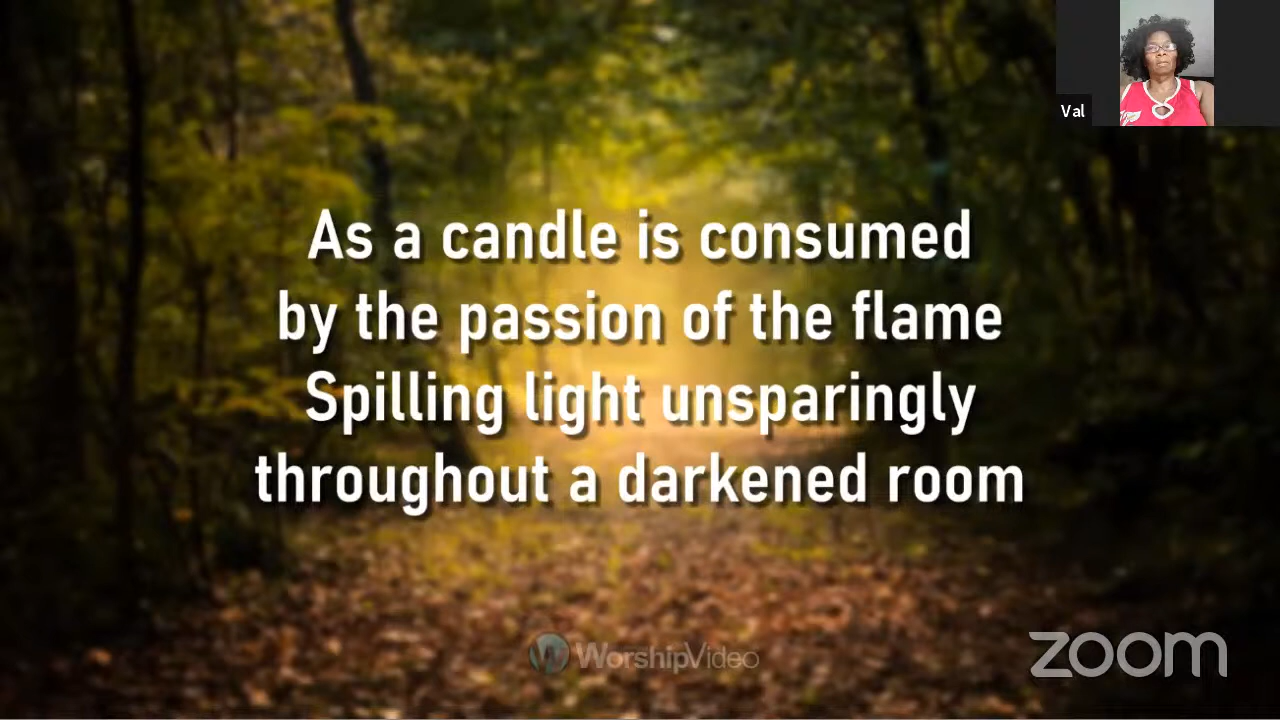 Val
As a candle is consumed
by the passion of the flame
Spilling light unsparingly
throughout a darkened room
WorshipVideo
zoom